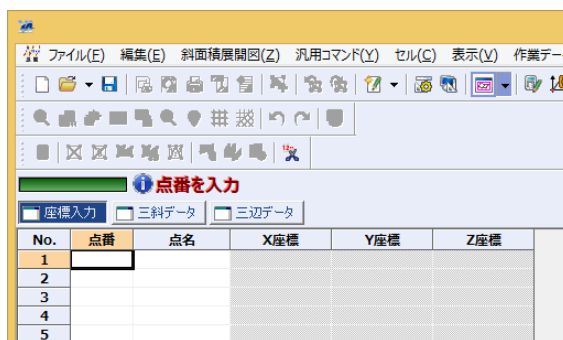 ファイル(F) 編集(E) 斜面積展開図(Z) 汎用コマンド(Y) セル(C) 表示(V) 作業デー
点番を入力
座標入力 三斜データ 三辺データ
No. 点番 点名 X座標 Y座標 Z座標
1
2
3
4
5